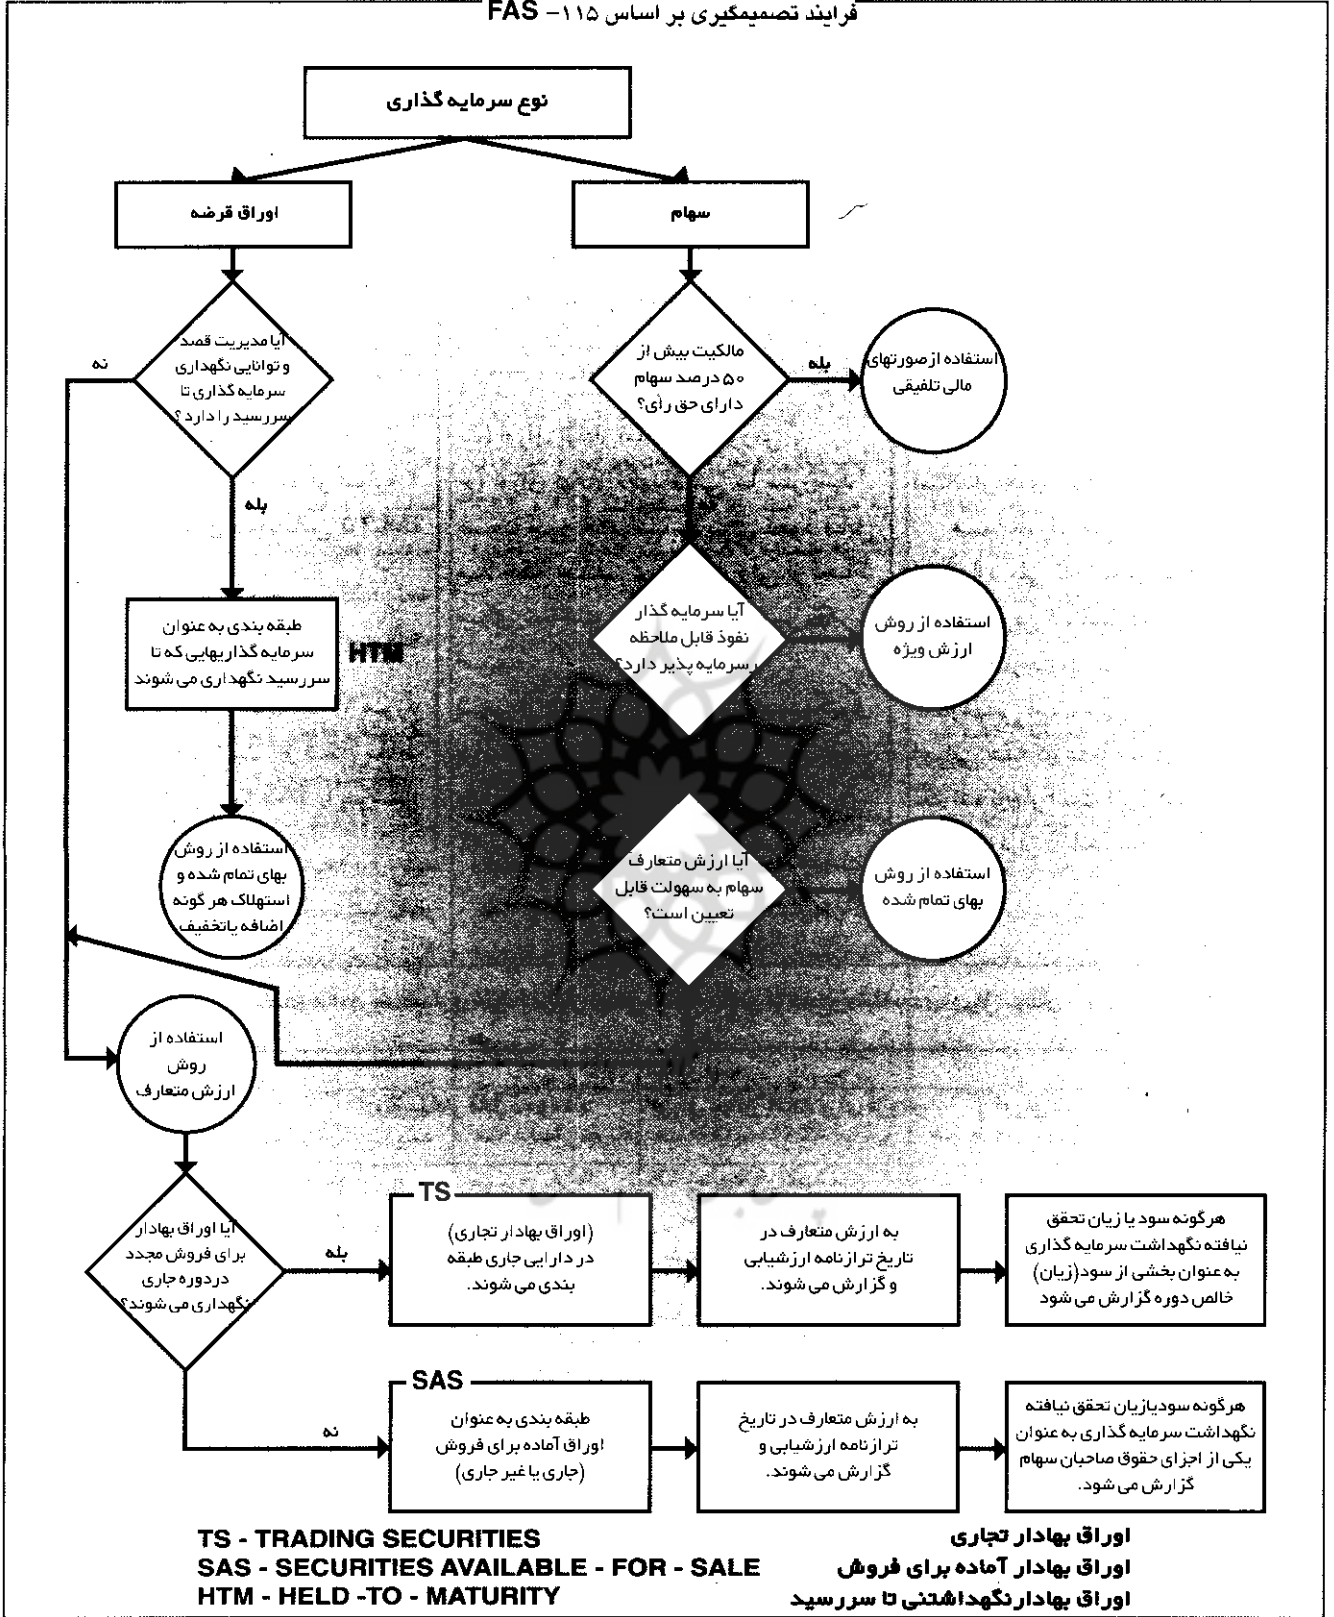 فرایند تصمیمگیری بر اساس ۱۱۵– FAS
نوع سرمایه گذاری
اوراق قرضه
سهام
آیا مدیریت قصد
و توانایی نگهداری
سرمایه گذاری تا
سررسید را دارد؟
نه
بله
مالکیت بیش از
۵۰ درصد سهام
دارای حق رأی؟
بله
استفاده از صورتهای
مالی تلفیقی
طبقه بندی به عنوان
سرمایه گذاریهایی که تا
سررسید نگهداری می شوند
HTM
آیا سرمایه گذار
نفوذ قابل ملاحظه
برسرمایه پذیر دارد؟
استفاده از روش
ارزش ویژه
استفاده از روش
بهای تمام شده و
استهلاک هر گونه
اضافه یاتخفیف
آیا ارزش متعارف
سهام به سهولت قابل
تعیین است؟
استفاده از روش
بهای تمام شده
استفاده از
روش
ارزش متعارف
آیا اوراق بهادار
برای فروش مجدد
دردوره جاری
نگهداری می شوند؟
بله
TS
(اوراق بهادار تجاری)
در دارایی جاری طبقه
بندی می شوند.
به ارزش متعارف در
تاریخ ترازنامه ارزشیابی
و گزارش می شوند.
هرگونه سود یا زیان تحقق
نیافته نگهداشت سرمایه گذاری
به عنوان بخشی از سود(زیان)
خالص دوره گزارش می شود
نه
SAS
طبقه بندی به عنوان
اوراق آماده برای فروش
(جاری یا غیر جاری)
به ارزش متعارف در تاریخ
ترازنامه ارزشیابی و
گزارش می شوند.
هرگونه سودیازیان تحقق نیافته
نگهداشت سرمایه گذاری به عنوان
یکی از اجزای حقوق صاحبان سهام
گزارش می شود.
TS - TRADING SECURITIES اوراق بهادار تجاری
SAS - SECURITIES AVAILABLE - FOR - SALE اوراق بهادار آماده برای فروش
HTM - HELD -TO - MATURITY اوراق بهادارنگهداشتنی تا سررسید